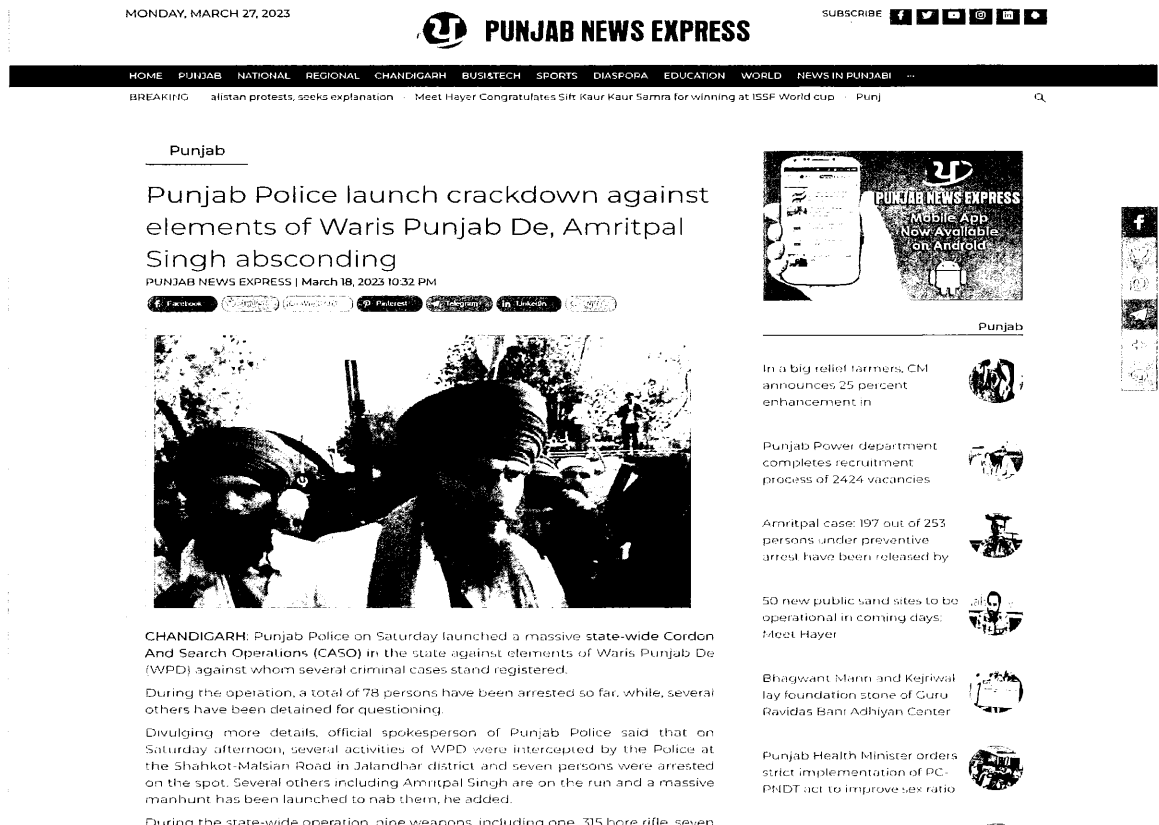 MONDAY, MARCH 27, 2023
PUNJAB NEWS EXPRESS
SUBSCRIBE
HOME PUNJAB NATIONAL REGIONAL CHANDIGARH BUSI&TECH SPORTS DIASPORA EDUCATION WORLD NEWS IN PUNJABI ...
BREAKING alistan protests, seeks explanation · Meet Hayer Congratulates Sift Kaur Kaur Samra for winning at ISSF World cup · Punj
Punjab
Punjab Police launch crackdown against
elements of Waris Punjab De, Amritpal
Singh absconding
PUNJAB NEWS EXPRESS | March 18, 2023 10:32 PM
Facebook Pinterest Telegram Linkedin
CHANDIGARH: Punjab Police on Saturday launched a massive state-wide Cordon
And Search Operations (CASO) in the state against elements of Waris Punjab De
(WPD) against whom several criminal cases stand registered.
During the operation, a total of 78 persons have been arrested so far, while, several
others have been detained for questioning.
Divulging more details, official spokesperson of Punjab Police said that on
Saturday afternoon, several activities of WPD were intercepted by the Police at
the Shahkot-Malsian Road in Jalandhar district and seven persons were arrested
on the spot. Several others including Amritpal Singh are on the run and a massive
manhunt has been launched to nab them, he added.
During the state-wide operation, nine weapons, including one .315 bore rifle, seven
PUNJAB NEWS EXPRESS
Mobile App
Now Available
on Android
Punjab
In a big relief farmers, CM
announces 25 percent
enhancement in
Punjab Power department
completes recruitment
process of 2424 vacancies
Amritpal case: 197 out of 253
persons under preventive
arrest have been released by
50 new public sand sites to be
operational in coming days:
Meet Hayer
Bhagwant Mann and Kejriwal
lay foundation stone of Guru
Ravidas Bani Adhiyan Center
Punjab Health Minister orders
strict implementation of PC-
PNDT act to improve sex ratio